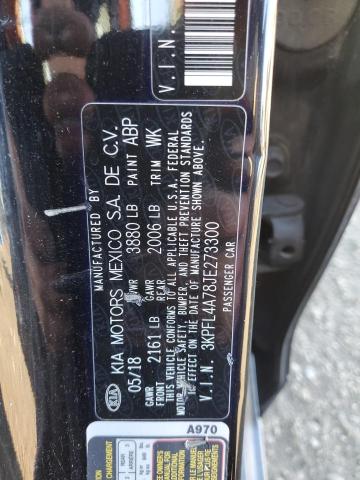 MANUFACTURED BY
KIA KIA MOTORS MEXICO S.A. DE C.V.
05/18 GVWR 3880 LB PAINT ABP
GAWR FRONT 2161 LB GAWR REAR 2006 LB TRIM WK
THIS VEHICLE CONFORMS TO ALL APPLICABLE U.S.A. FEDERAL
MOTOR VEHICLE SAFETY, BUMPER, AND THEFT PREVENTION STANDARDS
IN EFFECT ON THE DATE OF MANUFACTURE SHOWN ABOVE.
V.I.N. 3KPFL4A78JE273300
PASSENGER CAR
V.I.N.
A970